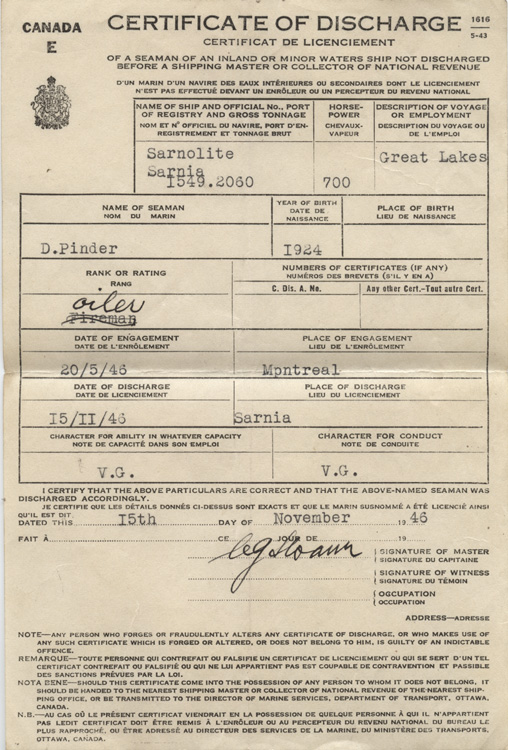 CANADA
E
CERTIFICATE OF DISCHARGE
1616
5-43
CERTIFICAT DE LICENCIEMENT
OF A SEAMAN OF AN INLAND OR MINOR WATERS SHIP NOT DISCHARGED
BEFORE A SHIPPING MASTER OR COLLECTOR OF NATIONAL REVENUE
D'UN MARIN D'UN NAVIRE DES EAUX INTÉRIEURES OU SECONDAIRES DONT LE LICENCIEMENT
N'EST PAS EFFECTUÉ DEVANT UN ENRÔLEUR OU UN PERCEPTEUR DU REVENU NATIONAL
NAME OF SHIP AND OFFICIAL No., PORT
OF REGISTRY AND GROSS TONNAGE
NOM ET N° OFFICIEL DU NAVIRE, PORT D'EN-
REGISTREMENT ET TONNAGE BRUT
HORSE-
POWER
CHEVAUX-
VAPEUR
DESCRIPTION OF VOYAGE
OR EMPLOYMENT
DESCRIPTION DU VOYAGE OU
DE L'EMPLOI
Sarnolite
Sarnia
I549.2060
700
Great Lakes
NAME OF SEAMAN
NOM DU MARIN
YEAR OF BIRTH
DATE DE
NAISSANCE
PLACE OF BIRTH
LIEU DE NAISSANCE
D.Pinder
I924
RANK OR RATING
RANG
NUMBERS OF CERTIFICATES (IF ANY)
NUMÉROS DES BREVETS (S'IL Y EN A)
C. Dis. A. No.
Any other Cert.–Tout autre Cert.
oiler
Fireman
DATE OF ENGAGEMENT
DATE DE L'ENRÔLEMENT
PLACE OF ENGAGEMENT
LIEU DE L'ENRÔLEMENT
20/5/46
Mpntreal
DATE OF DISCHARGE
DATE DE LICENCIEMENT
PLACE OF DISCHARGE
LIEU DU LICENCIEMENT
I5/II/46
Sarnia
CHARACTER FOR ABILITY IN WHATEVER CAPACITY
NOTE DE CAPACITÉ DANS SON EMPLOI
CHARACTER FOR CONDUCT
NOTE DE CONDUITE
V.G.
V.G.
I CERTIFY THAT THE ABOVE PARTICULARS ARE CORRECT AND THAT THE ABOVE-NAMED SEAMAN WAS
DISCHARGED ACCORDINGLY.
JE CERTIFIE QUE LES DÉTAILS DONNÉS CI-DESSUS SONT EXACTS ET QUE LE MARIN SUSNOMMÉ A ÉTÉ LICENCIÉ AINSI
QU'IL EST DIT.
DATED THIS I5th DAY OF November 19 46
FAIT À CE JOUR DE 19
SIGNATURE OF MASTER
SIGNATURE DU CAPITAINE
SIGNATURE OF WITNESS
SIGNATURE DU TÉMOIN
OCCUPATION
OCCUPATION
ADDRESS—ADRESSE
NOTE—ANY PERSON WHO FORGES OR FRAUDULENTLY ALTERS ANY CERTIFICATE OF DISCHARGE, OR WHO MAKES USE OF
ANY SUCH CERTIFICATE WHICH IS FORGED OR ALTERED, OR DOES NOT BELONG TO HIM, IS GUILTY OF AN INDICTABLE
OFFENCE.
REMARQUE—TOUTE PERSONNE QUI CONTREFAIT OU FALSIFIE UN CERTIFICAT DE LICENCIEMENT OU QUI SE SERT D'UN TEL
CERTIFICAT CONTREFAIT OU FALSIFIÉ OU QUI NE LUI APPARTIENT PAS EST COUPABLE DE CONTRAVENTION ET PASSIBLE
DES SANCTIONS PRÉVUES PAR LA LOI.
NOTA BENE—SHOULD THIS CERTIFICATE COME INTO THE POSSESSION OF ANY PERSON TO WHOM IT DOES NOT BELONG, IT
SHOULD BE HANDED TO THE NEAREST SHIPPING MASTER OR COLLECTOR OF NATIONAL REVENUE OF THE NEAREST SHIP-
PING OFFICE, OR BE TRANSMITTED TO THE DIRECTOR OF MARINE SERVICES, DEPARTMENT OF TRANSPORT, OTTAWA,
CANADA.
N.B.—AU CAS OÙ LE PRÉSENT CERTIFICAT VIENDRAIT EN LA POSSESSION DE QUELQUE PERSONNE À QUI IL N'APPARTIENT
PAS LEDIT CERTIFICAT DOIT ÊTRE REMIS À L'ENRÔLEUR OU AU PERCEPTEUR DU REVENU NATIONAL DU BUREAU LE
PLUS RAPPROCHÉ, OU ÊTRE ADRESSÉ AU DIRECTEUR DES SERVICES DE LA MARINE, DU MINISTÈRE DES TRANSPORTS,
OTTAWA, CANADA.